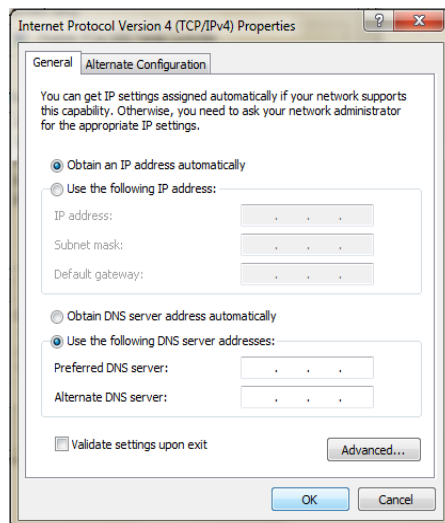 Internet Protocol Version 4 (TCP/IPv4) Properties
General
Alternate Configuration
You can get IP settings assigned automatically if your network supports
this capability. Otherwise, you need to ask your network administrator
for the appropriate IP settings.
Obtain an IP address automatically
Use the following IP address:
IP address:
Subnet mask:
Default gateway:
Obtain DNS server address automatically
Use the following DNS server addresses:
Preferred DNS server:
Alternate DNS server:
Validate settings upon exit
Advanced...
OK
Cancel